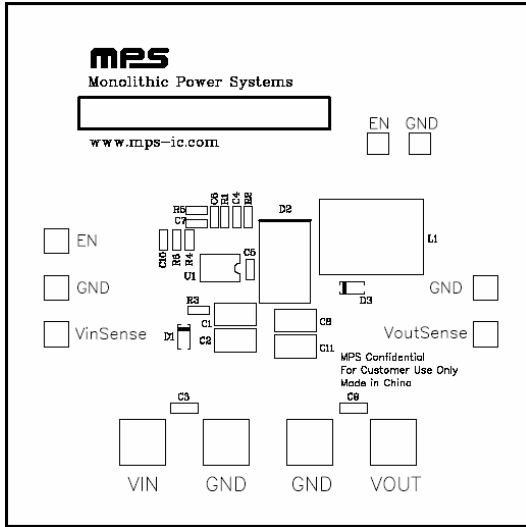 mps
Monolithic Power Systems
www.mps-ic.com
EN GND
R5 C7 C6 R1 C4 R2 D2
L1
C10 R6 R4 U1 C5
EN
GND
VinSense
D3
GND
VoutSense
R3
C1
C8
D1
C2
C11
MPS Confidential
For Customer Use Only
Made in China
C3
C9
VIN GND GND VOUT